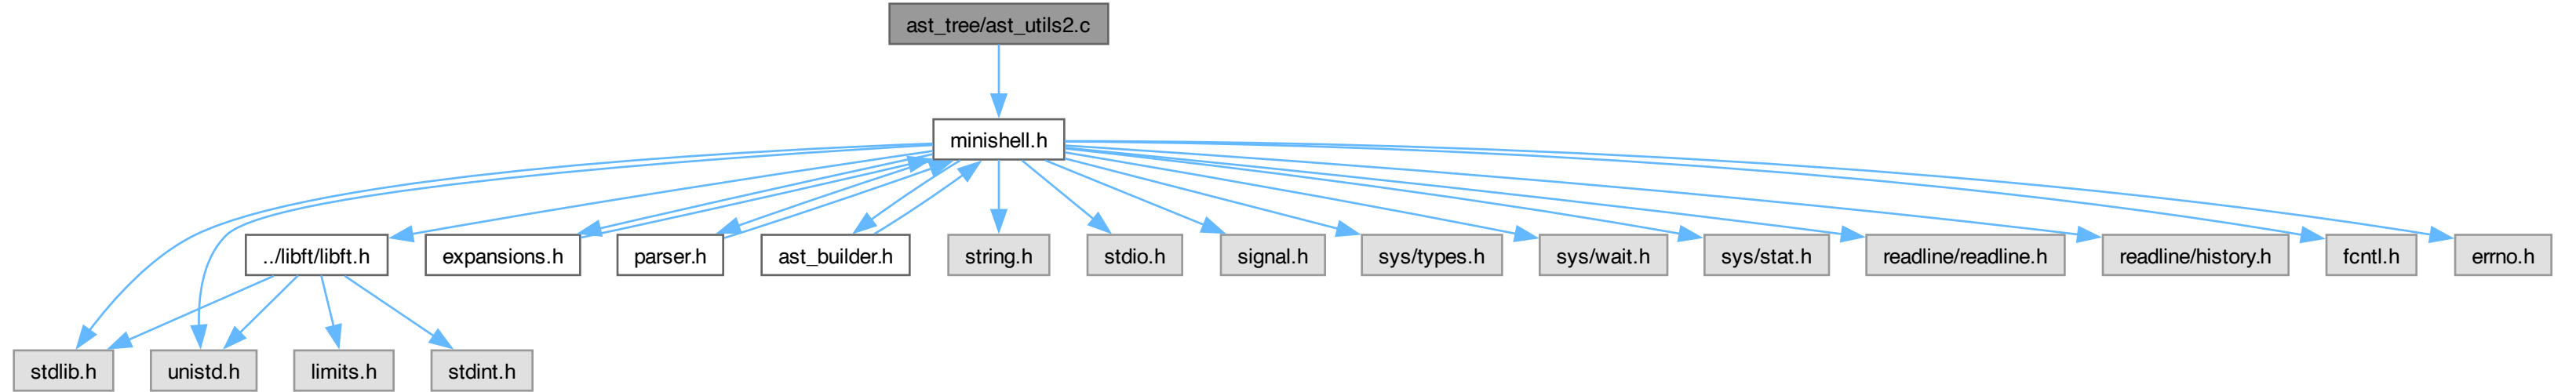 ast_tree/ast_utils2.c
minishell.h
../libft/libft.h
expansions.h
parser.h
ast_builder.h
string.h
stdio.h
signal.h
sys/types.h
sys/wait.h
sys/stat.h
readline/readline.h
readline/history.h
fcntl.h
errno.h
stdlib.h
unistd.h
limits.h
stdint.h